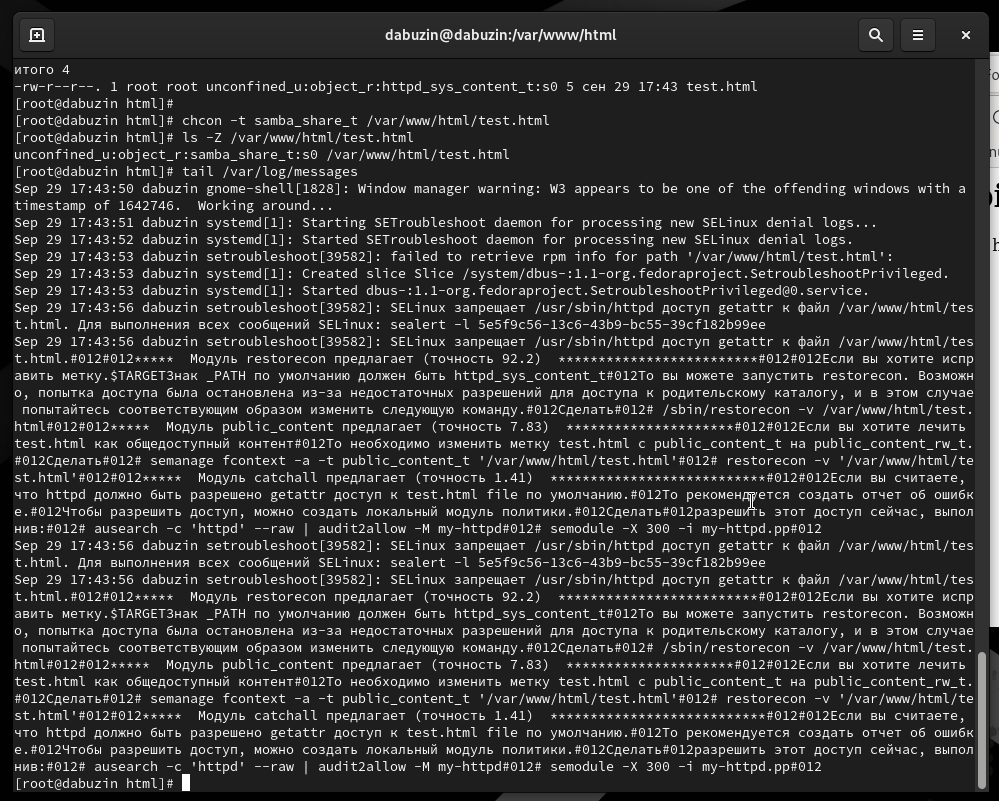 dabuzin@dabuzin:/var/www/html
итого 4
-rw-r--r--. 1 root root unconfined_u:object_r:httpd_sys_content_t:s0 5 сен 29 17:43 test.html
[root@dabuzin html]#
[root@dabuzin html]# chcon -t samba_share_t /var/www/html/test.html
[root@dabuzin html]# ls -Z /var/www/html/test.html
unconfined_u:object_r:samba_share_t:s0 /var/www/html/test.html
[root@dabuzin html]# tail /var/log/messages
Sep 29 17:43:50 dabuzin gnome-shell[1828]: Window manager warning: W3 appears to be one of the offending windows with a
timestamp of 1642746.  Working around...
Sep 29 17:43:51 dabuzin systemd[1]: Starting SETroubleshoot daemon for processing new SELinux denial logs...
Sep 29 17:43:52 dabuzin systemd[1]: Started SETroubleshoot daemon for processing new SELinux denial logs.
Sep 29 17:43:53 dabuzin setroubleshoot[39582]: failed to retrieve rpm info for path '/var/www/html/test.html':
Sep 29 17:43:53 dabuzin systemd[1]: Created slice Slice /system/dbus-:1.1-org.fedoraproject.SetroubleshootPrivileged.
Sep 29 17:43:53 dabuzin systemd[1]: Started dbus-:1.1-org.fedoraproject.SetroubleshootPrivileged@0.service.
Sep 29 17:43:56 dabuzin setroubleshoot[39582]: SELinux запрещает /usr/sbin/httpd доступ getattr к файл /var/www/html/tes
t.html. Для выполнения всех сообщений SELinux: sealert -l 5e5f9c56-13c6-43b9-bc55-39cf182b99ee
Sep 29 17:43:56 dabuzin setroubleshoot[39582]: SELinux запрещает /usr/sbin/httpd доступ getattr к файл /var/www/html/tes
t.html.#012#012*****  Модуль restorecon предлагает (точность 92.2)  *************************#012#012Если вы хотите испр
авить метку.$TARGETЗнак _PATH по умолчанию должен быть httpd_sys_content_t#012То вы можете запустить restorecon. Возможн
о, попытка доступа была остановлена из-за недостаточных разрешений для доступа к родительскому каталогу, и в этом случае
 попытайтесь соответствующим образом изменить следующую команду.#012Сделать#012# /sbin/restorecon -v /var/www/html/test.
html#012#012*****  Модуль public_content предлагает (точность 7.83)  *********************#012#012Если вы хотите лечить
test.html как общедоступный контент#012То необходимо изменить метку test.html с public_content_t на public_content_rw_t.
#012Сделать#012# semanage fcontext -a -t public_content_t '/var/www/html/test.html'#012# restorecon -v '/var/www/html/te
st.html'#012#012*****  Модуль catchall предлагает (точность 1.41)  ***************************#012#012Если вы считаете,
что httpd должно быть разрешено getattr доступ к test.html file по умолчанию.#012То рекомендуется создать отчет об ошибк
е.#012Чтобы разрешить доступ, можно создать локальный модуль политики.#012Сделать#012разрешить этот доступ сейчас, выпол
нив:#012# ausearch -c 'httpd' --raw | audit2allow -M my-httpd#012# semodule -X 300 -i my-httpd.pp#012
Sep 29 17:43:56 dabuzin setroubleshoot[39582]: SELinux запрещает /usr/sbin/httpd доступ getattr к файл /var/www/html/tes
t.html. Для выполнения всех сообщений SELinux: sealert -l 5e5f9c56-13c6-43b9-bc55-39cf182b99ee
Sep 29 17:43:56 dabuzin setroubleshoot[39582]: SELinux запрещает /usr/sbin/httpd доступ getattr к файл /var/www/html/tes
t.html.#012#012*****  Модуль restorecon предлагает (точность 92.2)  *************************#012#012Если вы хотите испр
авить метку.$TARGETЗнак _PATH по умолчанию должен быть httpd_sys_content_t#012То вы можете запустить restorecon. Возможн
о, попытка доступа была остановлена из-за недостаточных разрешений для доступа к родительскому каталогу, и в этом случае
 попытайтесь соответствующим образом изменить следующую команду.#012Сделать#012# /sbin/restorecon -v /var/www/html/test.
html#012#012*****  Модуль public_content предлагает (точность 7.83)  *********************#012#012Если вы хотите лечить
test.html как общедоступный контент#012То необходимо изменить метку test.html с public_content_t на public_content_rw_t.
#012Сделать#012# semanage fcontext -a -t public_content_t '/var/www/html/test.html'#012# restorecon -v '/var/www/html/te
st.html'#012#012*****  Модуль catchall предлагает (точность 1.41)  ***************************#012#012Если вы считаете,
что httpd должно быть разрешено getattr доступ к test.html file по умолчанию.#012То рекомендуется создать отчет об ошибк
е.#012Чтобы разрешить доступ, можно создать локальный модуль политики.#012Сделать#012разрешить этот доступ сейчас, выпол
нив:#012# ausearch -c 'httpd' --raw | audit2allow -M my-httpd#012# semodule -X 300 -i my-httpd.pp#012
[root@dabuzin html]#